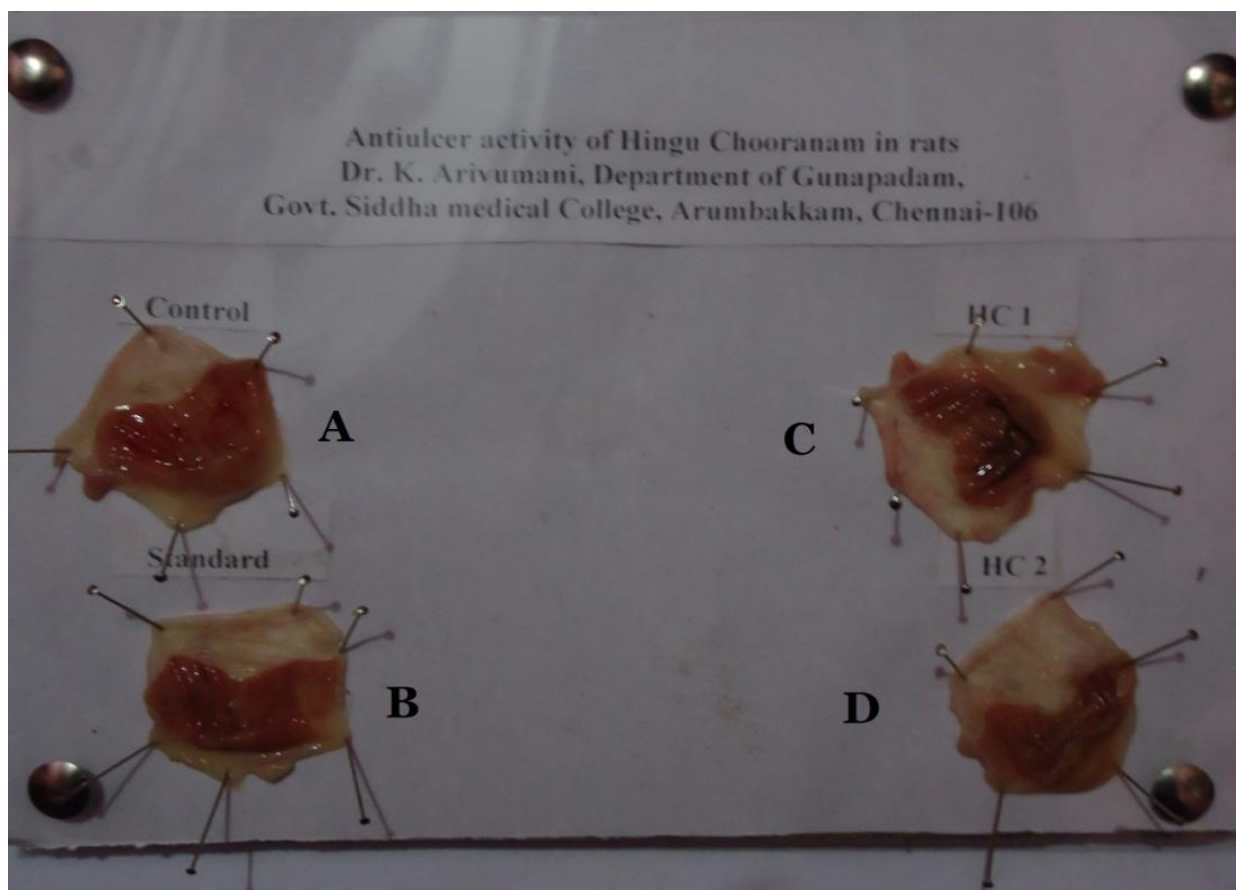 Antiulcer activity of Hingu Chooranam in rats
Dr. K. Arivumani, Department of Gunapadam,
Govt. Siddha medical College, Arumbakkam, Chennai-106
Control
HC 1
A
C
Standard
HC 2
B
D